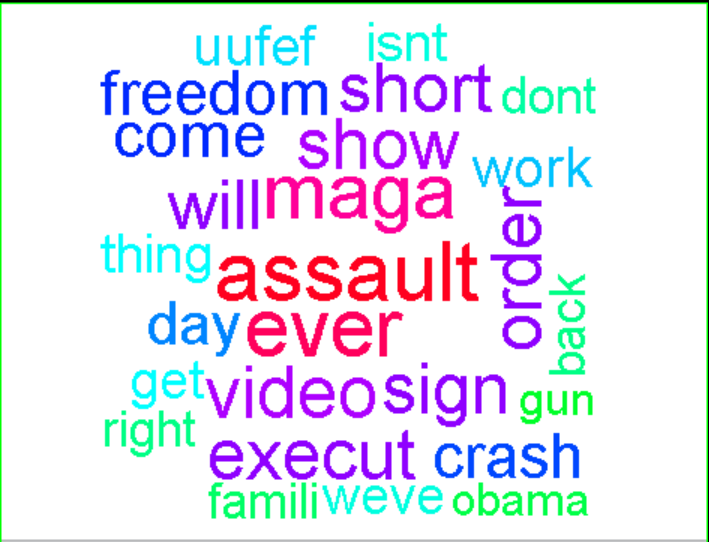 uufef isnt
freedom short dont
come show work
will maga order
thing assault back
day ever
get video sign gun
right execut crash
famili weve obama